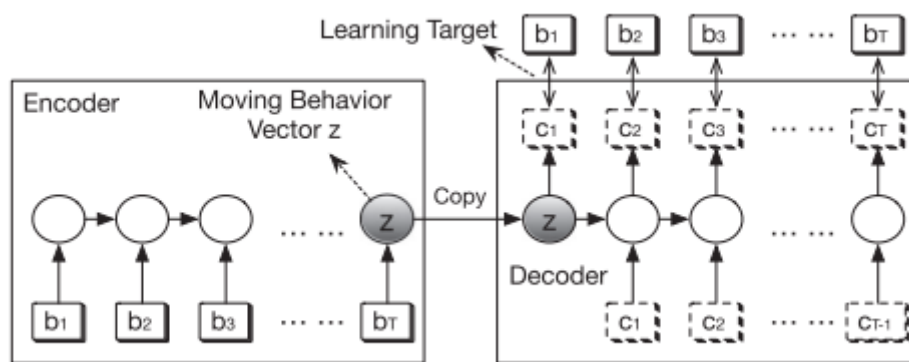 Learning Target
b1 b2 b3 ... ... bT
Encoder
Moving Behavior
Vector z
c1 c2 c3 ... ... cT
z
Copy
z
... ...
... ...
Decoder
b1 b2 b3 ... ... bT
c1 c2 ... ... cT-1